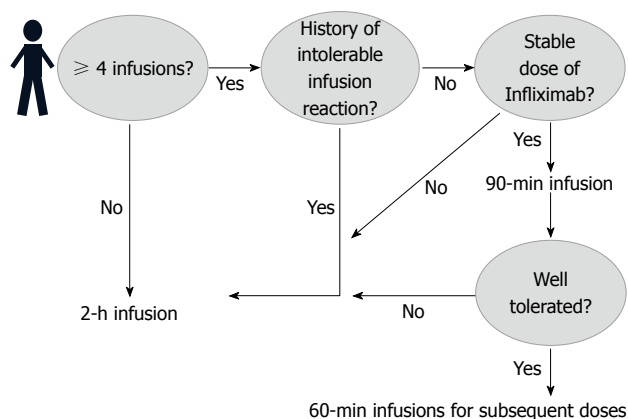 ≥ 4 infusions?
Yes
History of
intolerable
infusion
reaction?
No
Stable
dose of
Infliximab?
No
Yes
No
Yes
90-min infusion
2-h infusion
No
Well
tolerated?
Yes
60-min infusions for subsequent doses